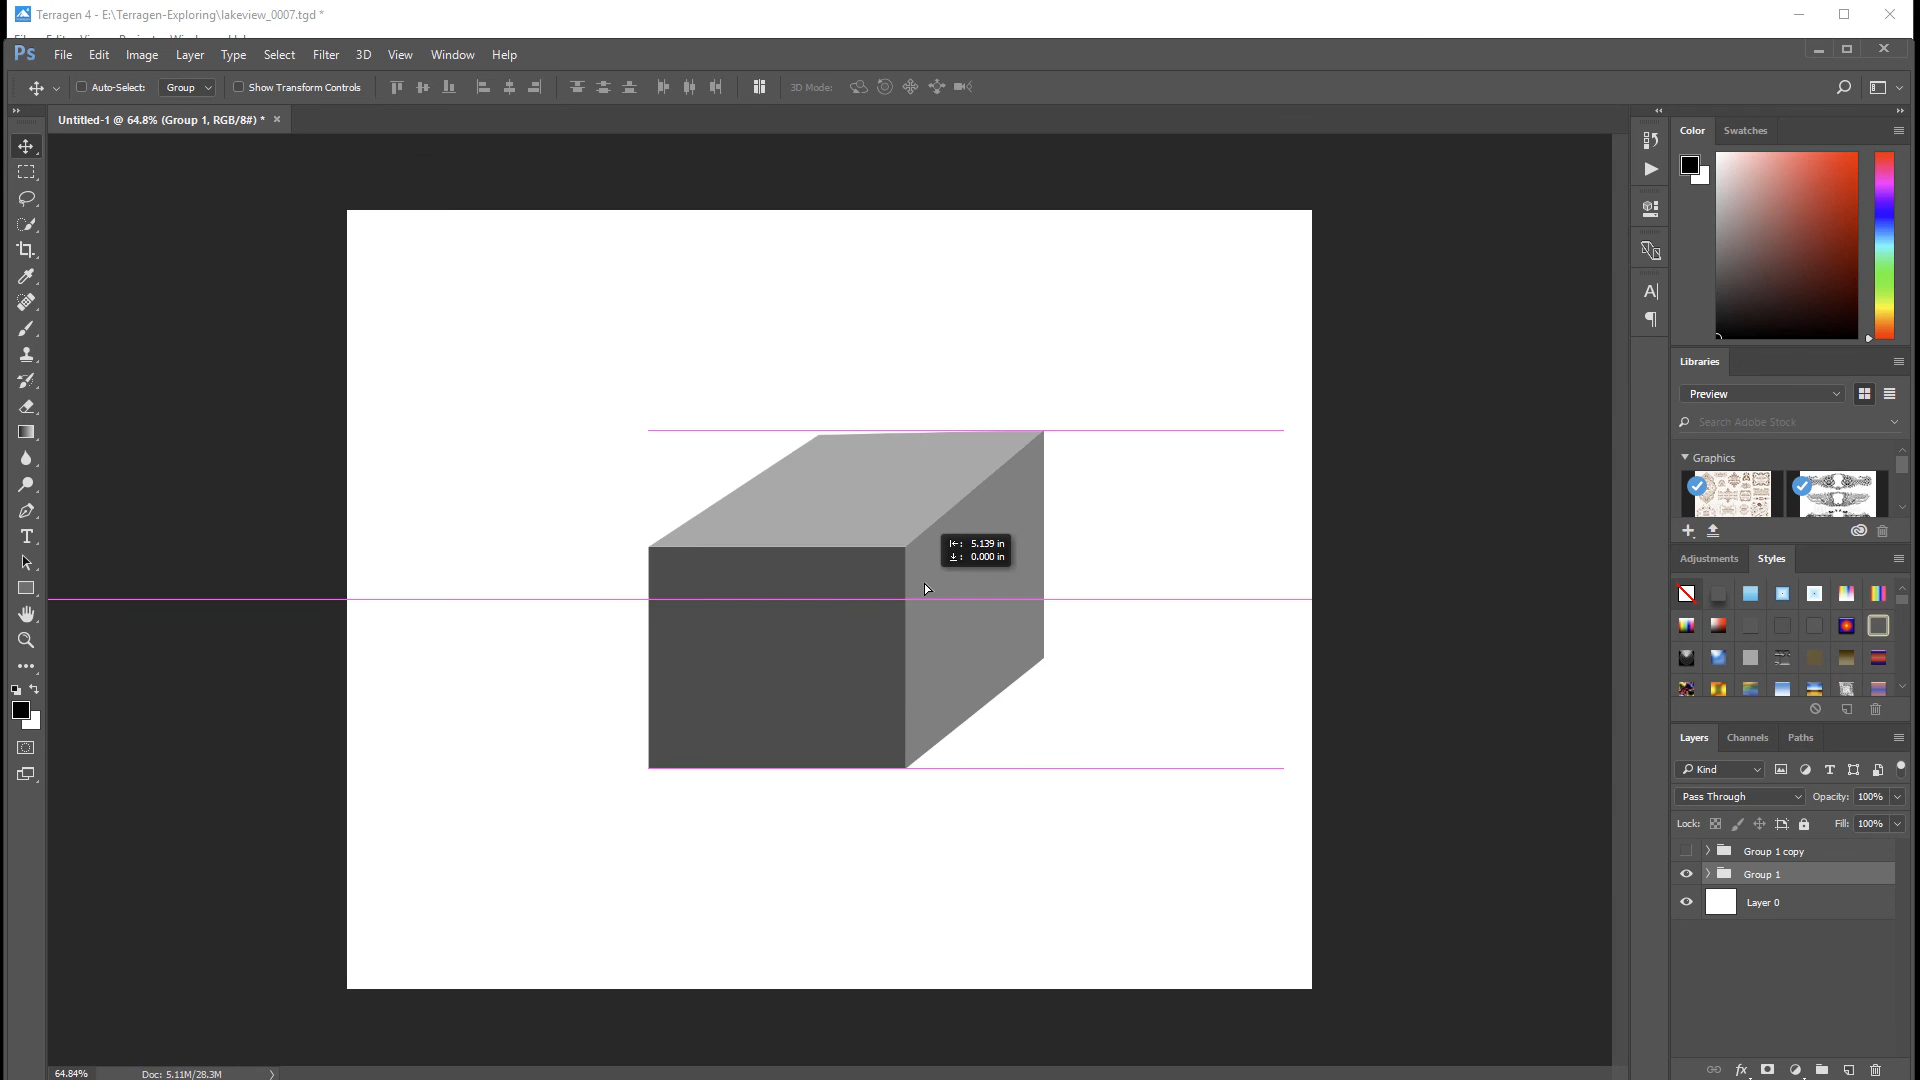 Terragen 4 - E:\Terragen-Exploring\lakeview_0007.tgd *
Ps File Edit Image Layer Type Select Filter 3D View Window Help
Auto-Select: Group Show Transform Controls 3D Mode:
Untitled-1 @ 64.8% (Group 1, RGB/8#) * ×
Color Swatches
Libraries
Preview
Search Adobe Stock
Graphics
5.139 in
0.000 in
Adjustments Styles
Layers Channels Paths
Kind
Pass Through Opacity: 100%
Lock: Fill: 100%
Group 1 copy
Group 1
Layer 0
64.84% Doc: 5.11M/28.3M
fx